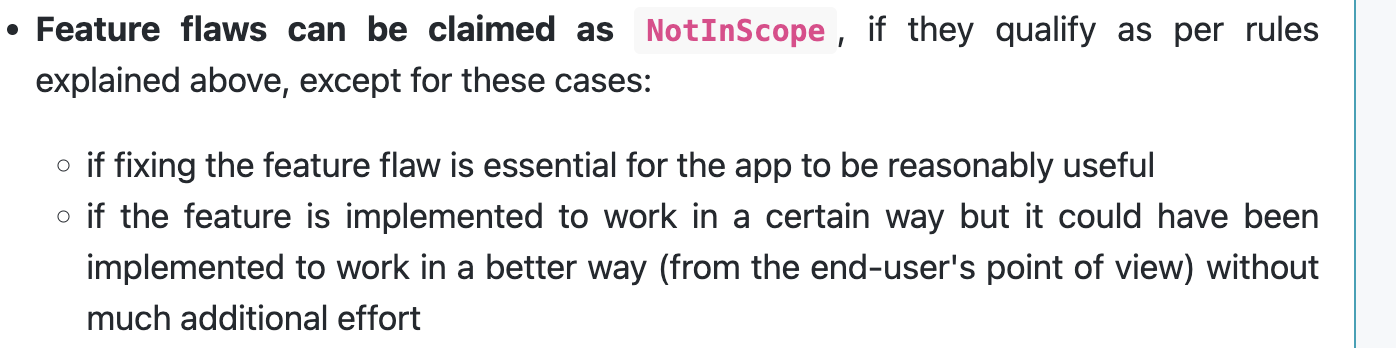 • Feature flaws can be claimed as NotInScope, if they qualify as per rules
explained above, except for these cases:
○ if fixing the feature flaw is essential for the app to be reasonably useful
○ if the feature is implemented to work in a certain way but it could have been
implemented to work in a better way (from the end-user's point of view) without
much additional effort